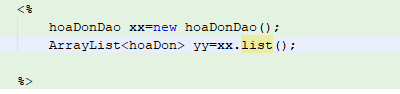 <%
hoaDonDao xx=new hoaDonDao();
ArrayList<hoaDon> yy=xx.list();
%>